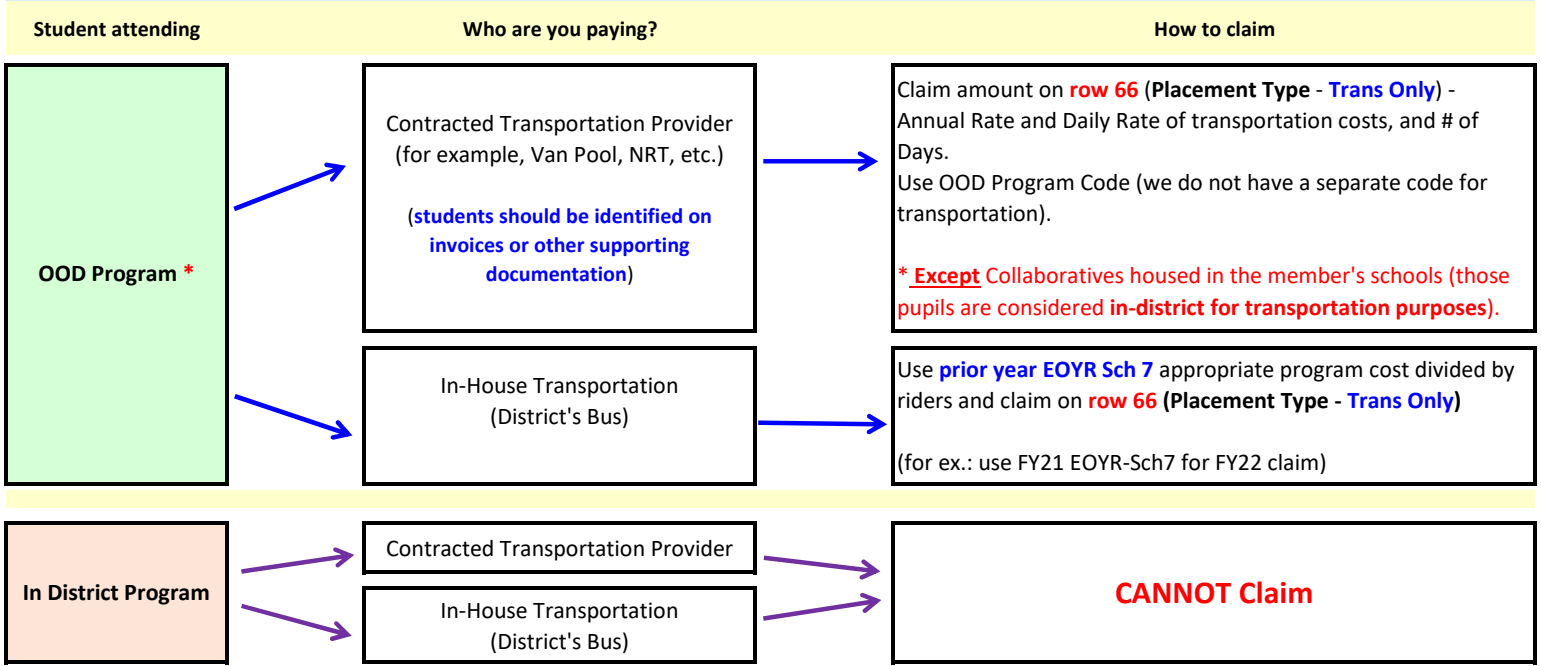 Student attending
Who are you paying?
How to claim
OOD Program *
Contracted Transportation Provider
(for example, Van Pool, NRT, etc.)
(students should be identified on
invoices or other supporting
documentation)
Claim amount on row 66 (Placement Type - Trans Only) -
Annual Rate and Daily Rate of transportation costs, and # of
Days.
Use OOD Program Code (we do not have a separate code for
transportation).
* Except Collaboratives housed in the member's schools (those
pupils are considered in-district for transportation purposes).
In-House Transportation
(District's Bus)
Use prior year EOYR Sch 7 appropriate program cost divided by
riders and claim on row 66 (Placement Type - Trans Only)
(for ex.: use FY21 EOYR-Sch7 for FY22 claim)
In District Program
Contracted Transportation Provider
In-House Transportation
(District's Bus)
CANNOT Claim